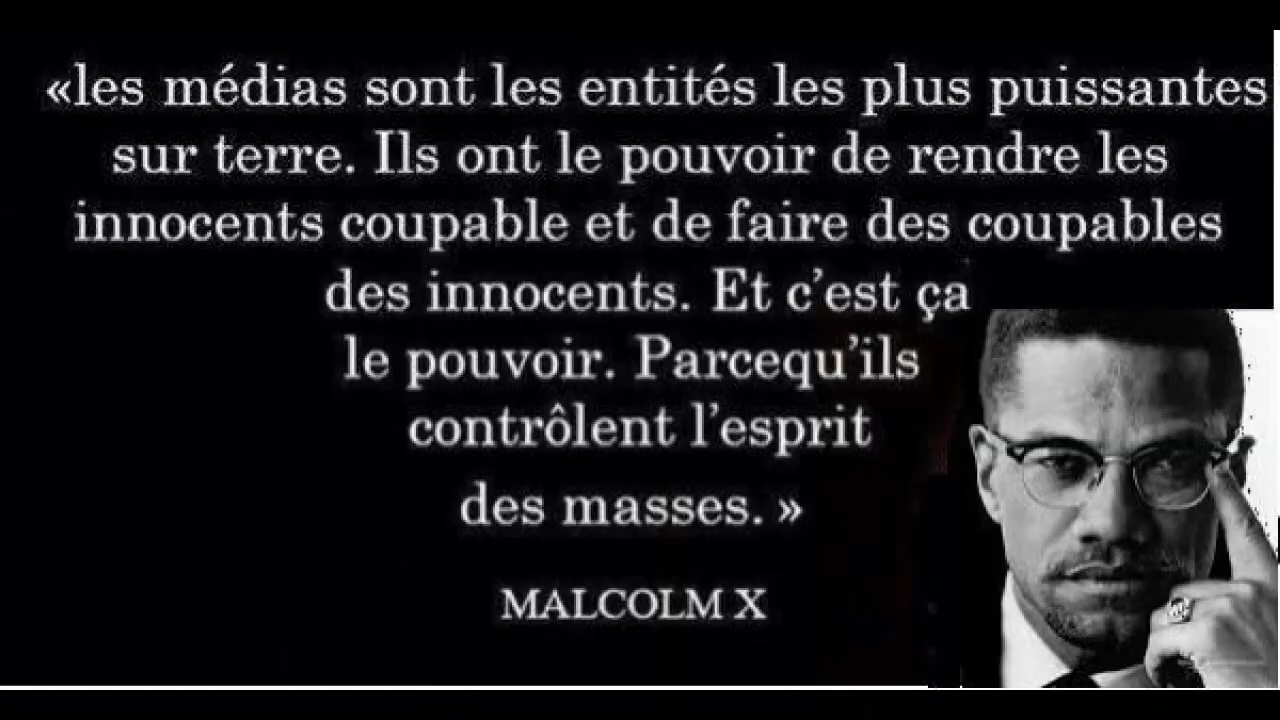 «les médias sont les entités les plus puissantes
sur terre. Ils ont le pouvoir de rendre les
innocents coupable et de faire des coupables
des innocents. Et c’est ça
le pouvoir. Parcequ’ils
contrôlent l’esprit
des masses. »
MALCOLM X